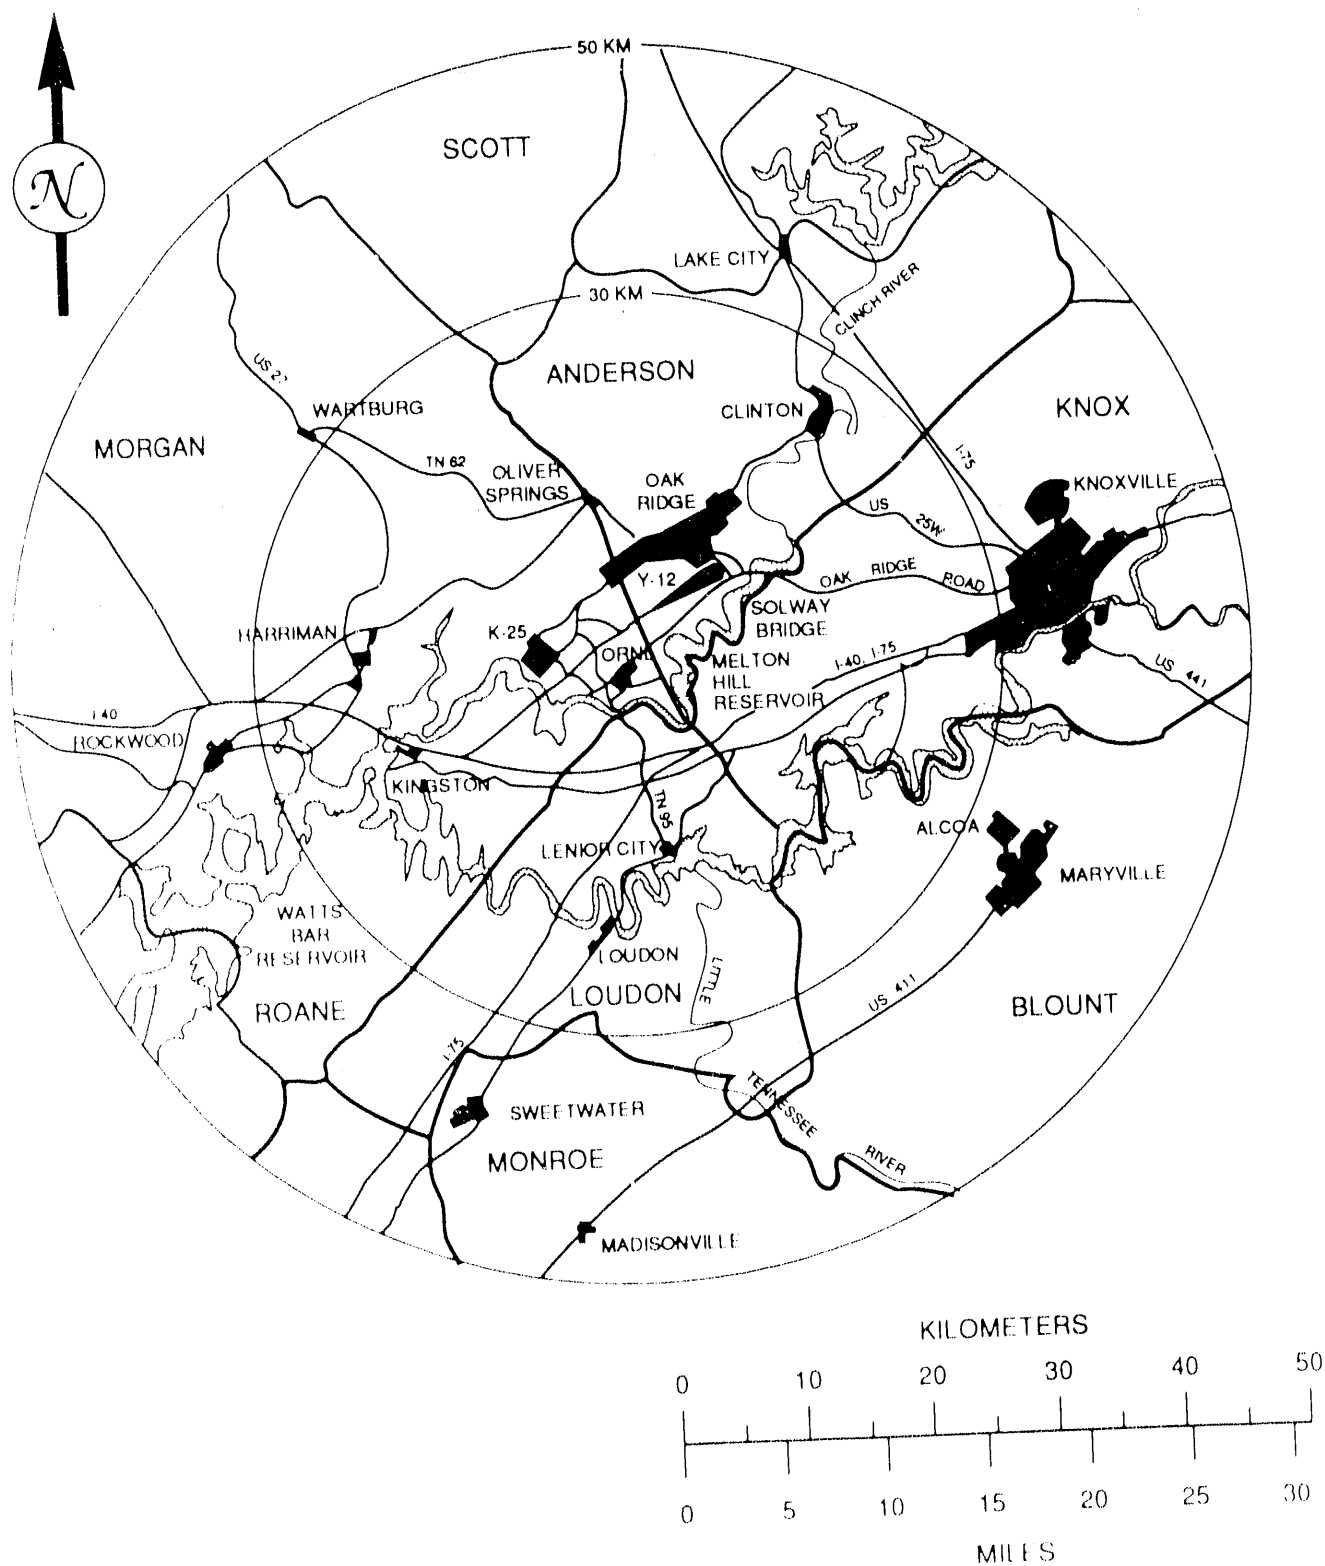 50 KM
SCOTT
N
LAKE CITY
30 KM
CLINCH RIVER
ANDERSON
US 27
WARTBURG
CLINTON
KNOX
MORGAN
TN 62
OLIVER
SPRINGS
OAK
RIDGE
I-75
KNOXVILLE
US
25W
Y-12
OAK RIDGE ROAD
SOLWAY
BRIDGE
HARRIMAN
K-25
ORNL
MELTON
HILL
RESERVOIR
I-40, I-75
US 441
I-40
ROCKWOOD
KINGSTON
TN 95
LENIOR CITY
ALCOA
MARYVILLE
WATTS
BAR
RESERVOIR
LOUDON
LITTLE
LOUDON
ROANE
US 411
BLOUNT
I-75
TENNESSEE
SWEETWATER
MONROE
RIVER
MADISONVILLE
KILOMETERS
0 10 20 30 40 50
0 5 10 15 20 25 30
MILES